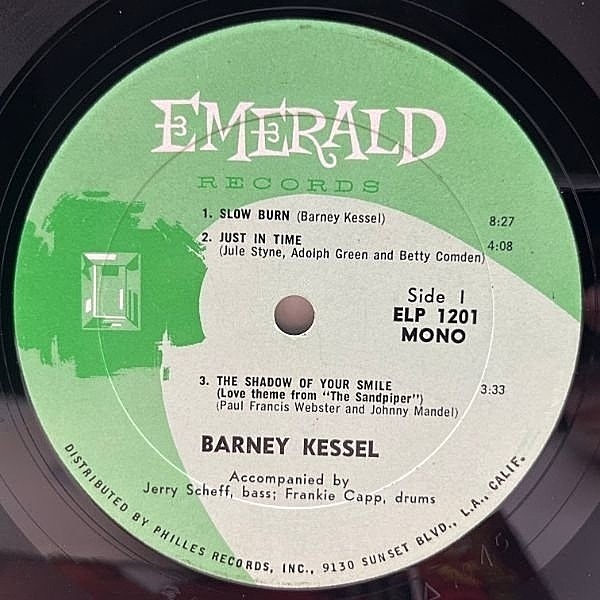 EMERALD
RECORDS
1. SLOW BURN (Barney Kessel) 8:27
2. JUST IN TIME 4:08
(Jule Styne, Adolph Green and Betty Comden)
Side 1
ELP 1201
MONO
3. THE SHADOW OF YOUR SMILE 3:33
(Love theme from "The Sandpiper")
(Paul Francis Webster and Johnny Mandel)
BARNEY KESSEL
Accompanied by
Jerry Scheff, bass; Frankie Capp, drums
DISTRIBUTED BY PHILLES RECORDS, INC., 9130 SUNSET BLVD., L.A., CALIF.